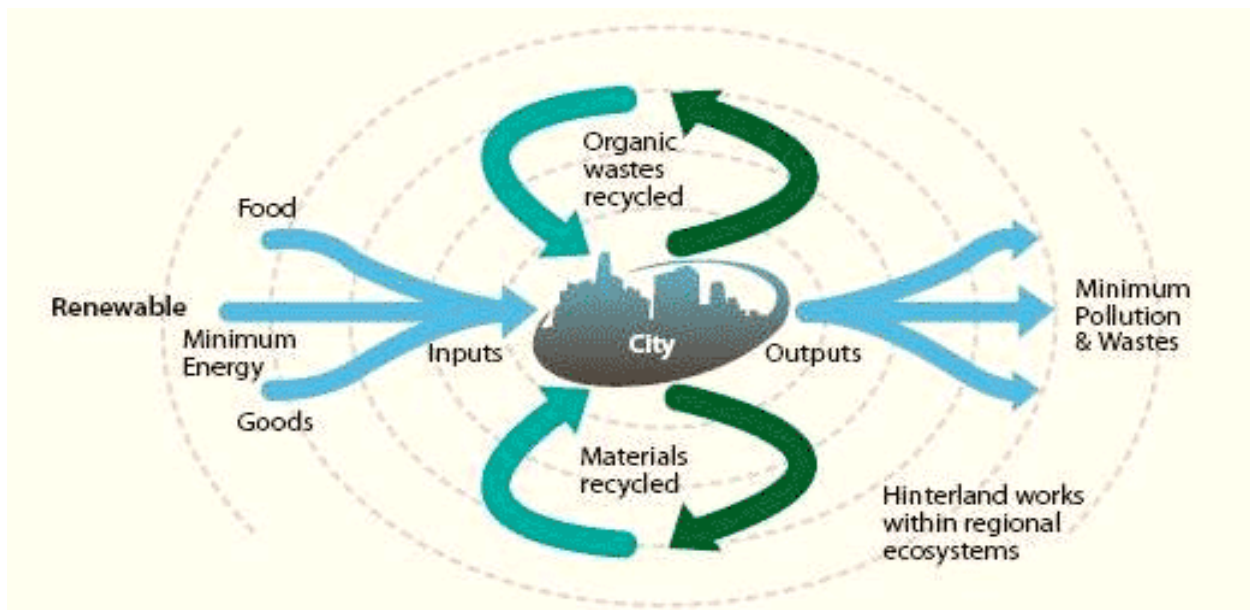 Organic
wastes
recycled
Food
Renewable
Minimum
Energy
Goods
Inputs
City
Outputs
Minimum
Pollution
& Wastes
Materials
recycled
Hinterland works
within regional
ecosystems